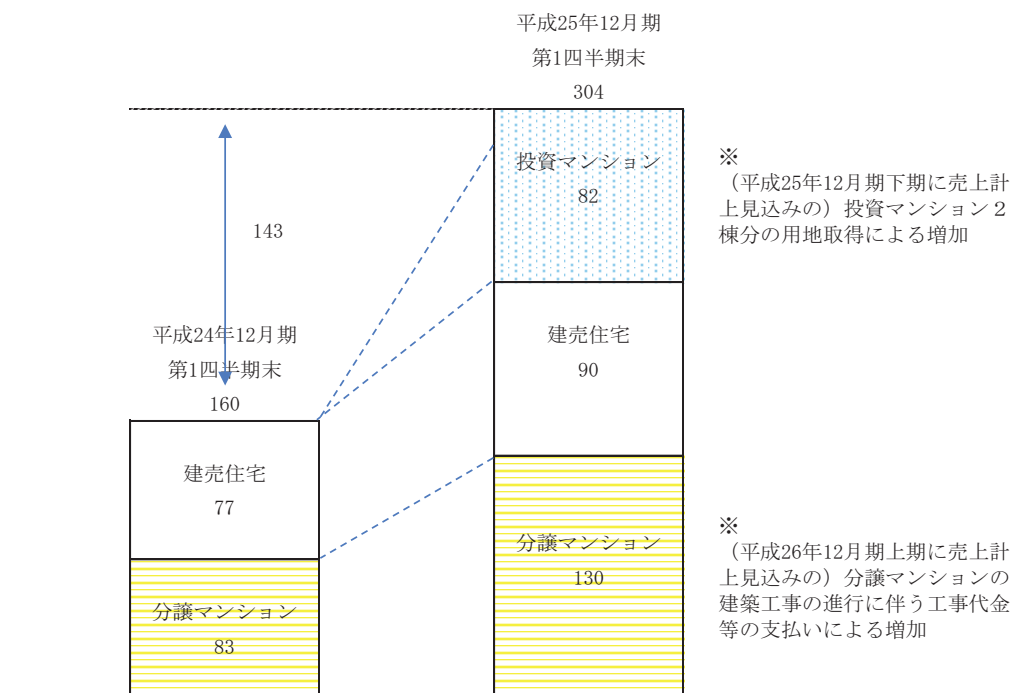 平成25年12月期
第1四半期末
304
投資マンション
82
※
（平成25年12月期下期に売上計
上見込みの）投資マンション２
棟分の用地取得による増加
143
平成24年12月期
第1四半期末
160
建売住宅
90
建売住宅
77
分譲マンション
130
※
（平成26年12月期上期に売上計
上見込みの）分譲マンションの
建築工事の進行に伴う工事代金
等の支払いによる増加
分譲マンション
83